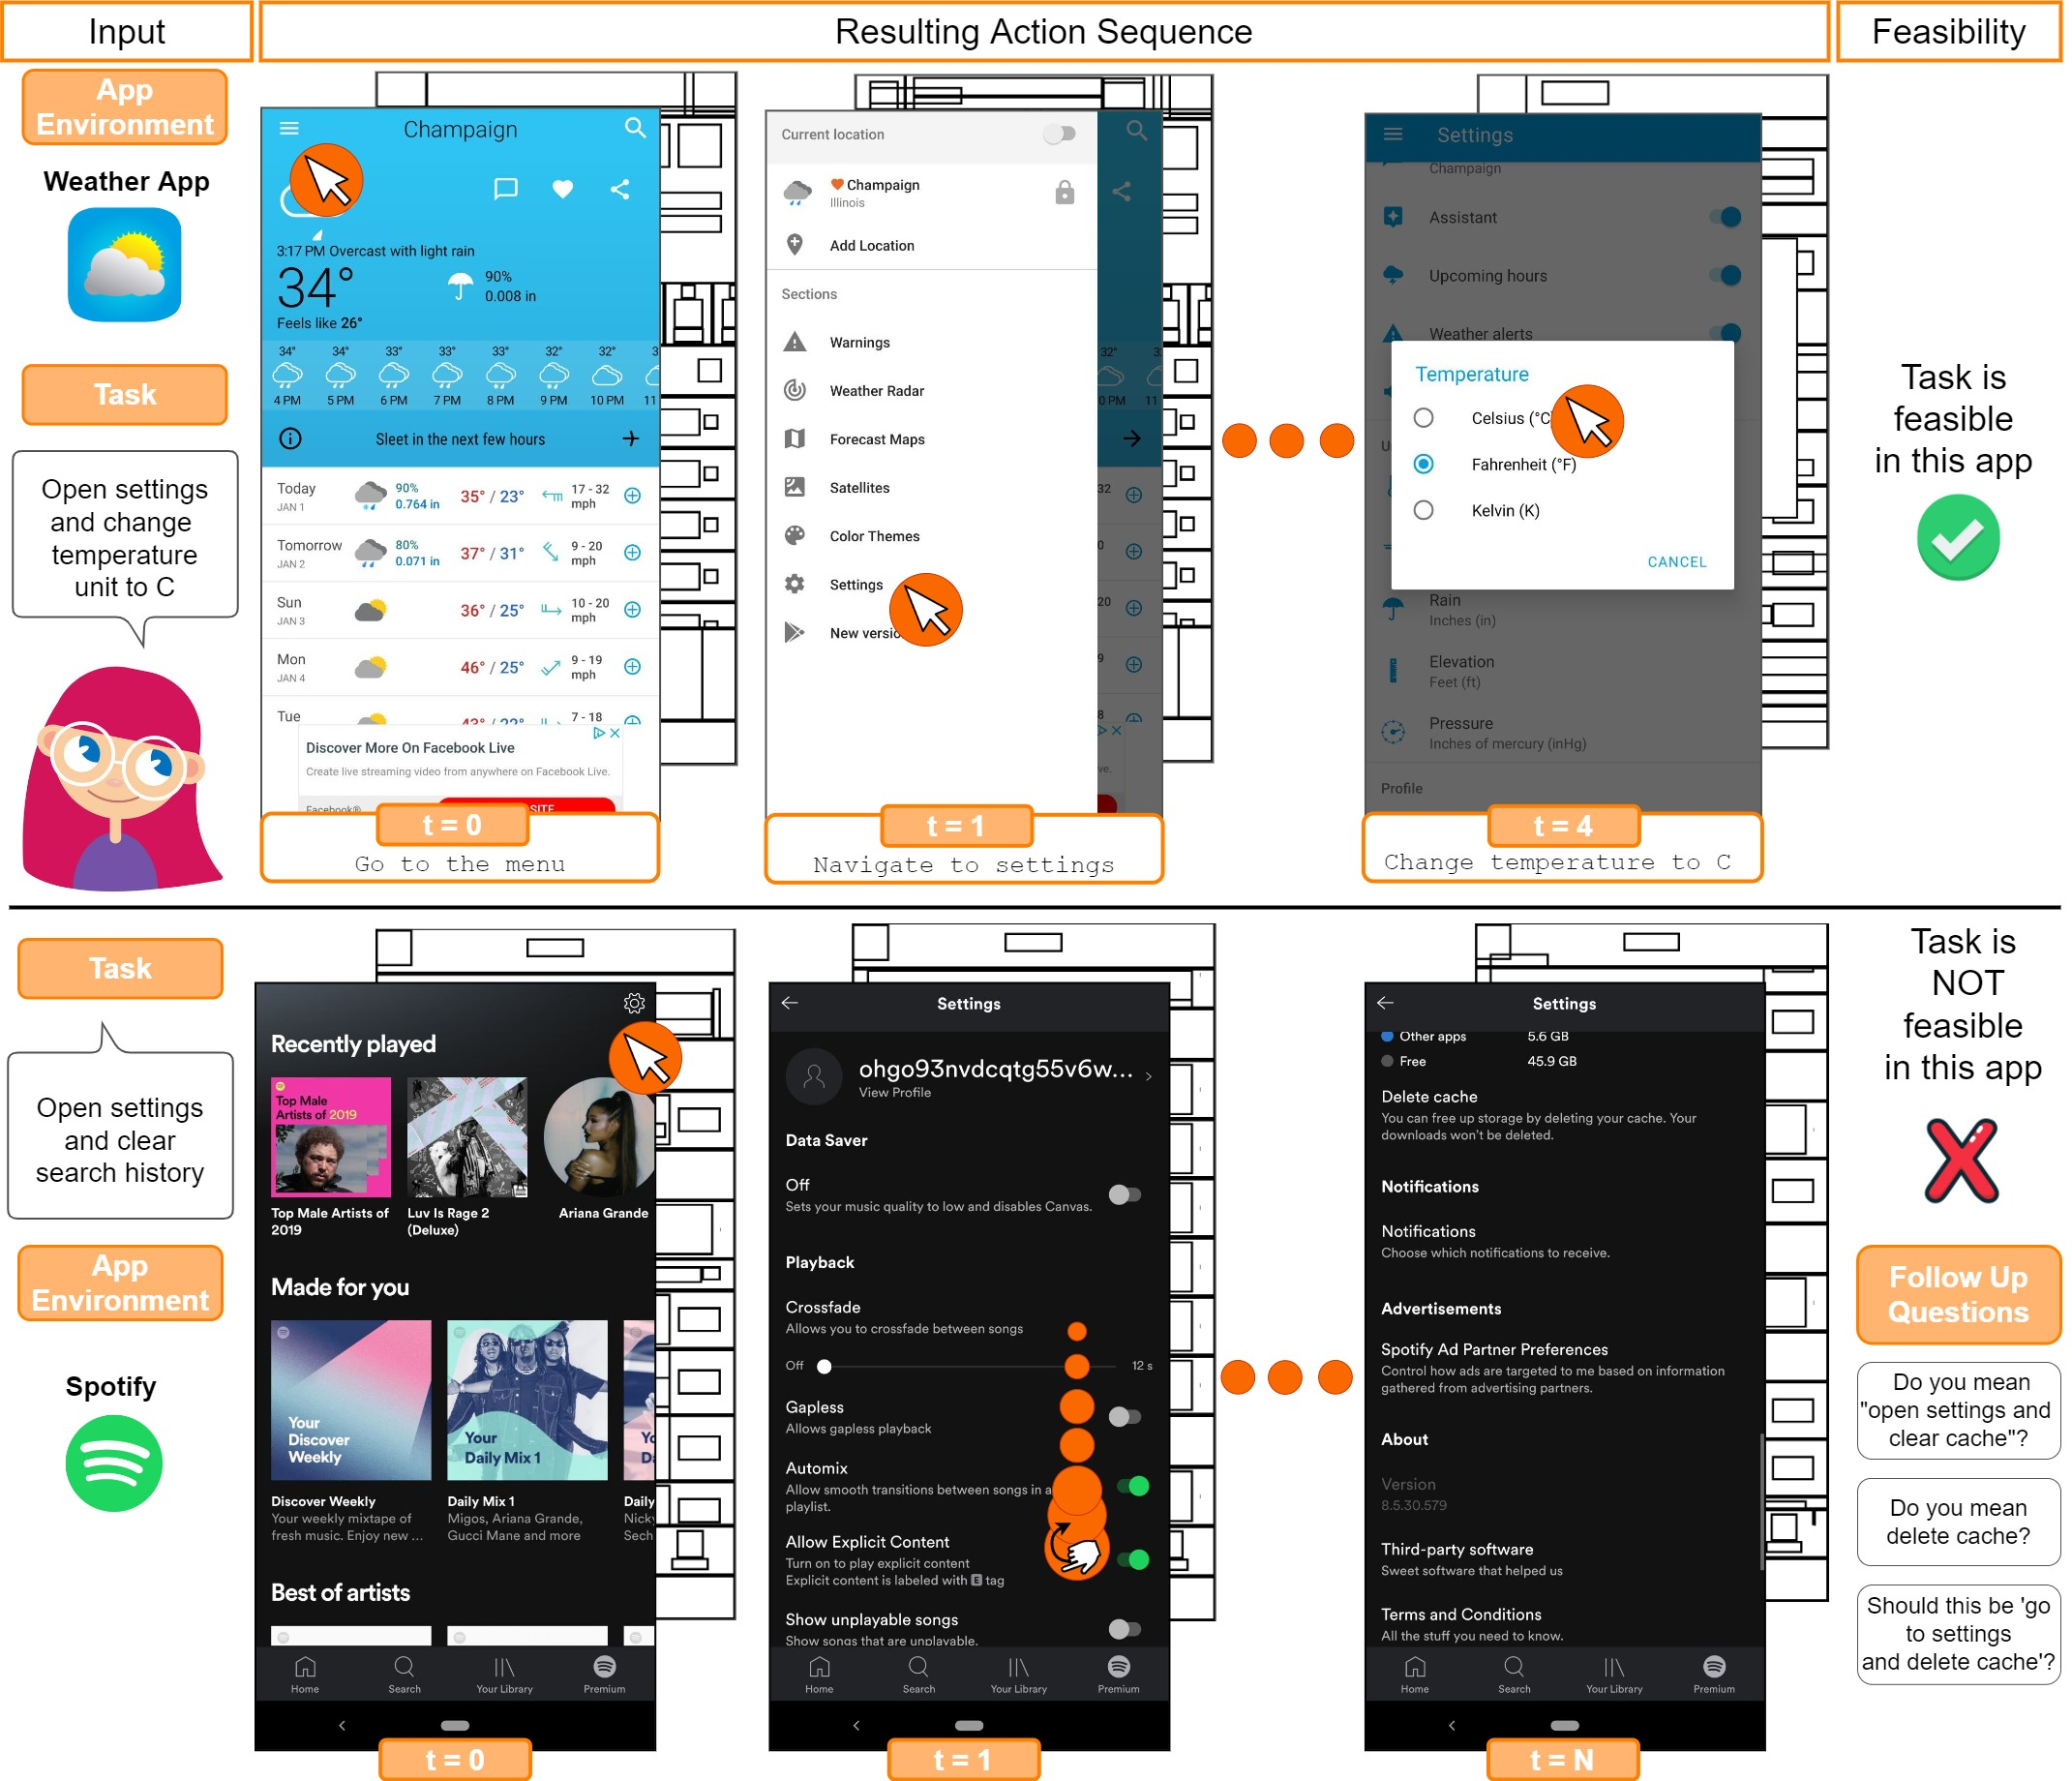 Input
Resulting Action Sequence
Feasibility
App
Environment
Weather App
Task
Open settings
and change
temperature
unit to C
Champaign
3:17 PM Overcast with light rain
34°
90%
0.008 in
Feels like 26°
34° 34° 33° 33° 33° 32° 32°
4 PM 5 PM 6 PM 7 PM 8 PM 9 PM 10 PM 11
Sleet in the next few hours
Today 90% 35° / 23° 17 - 32
JAN 1 0.764 in mph
Tomorrow 80% 37° / 31° 9 - 20
JAN 2 0.071 in mph
Sun 36° / 25° 10 - 20
JAN 3 mph
Mon 46° / 25° 9 - 19
JAN 4 mph
Tue 7 - 18
Discover More On Facebook Live
Create live streaming video from anywhere on Facebook Live.
Facebook®
t = 0
Go to the menu
Current location
Champaign
Illinois
Add Location
Sections
Warnings
Weather Radar
Forecast Maps
Satellites
Color Themes
Settings
New versio
32°
0 PM 11
32
0
20
9
8
ve.
t = 1
Navigate to settings
Settings
Champaign
Assistant
Upcoming hours
Weather alerts
Temperature
Celsius (°C
Fahrenheit (°F)
Kelvin (K)
CANCEL
Rain
Inches (in)
Elevation
Feet (ft)
Pressure
Inches of mercury (inHg)
Profile
t = 4
Change temperature to C
Task is
feasible
in this app
Task
Open settings
and clear
search history
App
Environment
Spotify
Recently played
Top Male
Artists of 2019
Top Male Artists of
2019
Luv Is Rage 2
(Deluxe)
Ariana Grande
Made for you
Your
Discover
Weekly
Your
Daily Mix 1
Discover Weekly
Your weekly mixtape of
fresh music. Enjoy new ...
Daily Mix 1
Migos, Ariana Grande,
Gucci Mane and more
Daily
Nick
Sech
Best of artists
Home Search Your Library Premium
t = 0
Settings
ohgo93nvdcqtg55v6w...
View Profile
Data Saver
Off
Sets your music quality to low and disables Canvas.
Playback
Crossfade
Allows you to crossfade between songs
Off 12 s
Gapless
Allows gapless playback
Automix
Allow smooth transitions between songs in a
playlist.
Allow Explicit Content
Turn on to play explicit content
Explicit content is labeled with E tag
Show unplayable songs
Show songs that are unplayable.
Home Search Your Library Premium
t = 1
Settings
Other apps 5.6 GB
Free 45.9 GB
Delete cache
You can free up storage by deleting your cache. Your
downloads won't be deleted.
Notifications
Notifications
Choose which notifications to receive.
Advertisements
Spotify Ad Partner Preferences
Control how ads are targeted to me based on information
gathered from advertising partners.
About
Version
8.5.30.579
Third-party software
Sweet software that helped us
Terms and Conditions
All the stuff you need to know.
Home Search Your Library Premium
t = N
Task is
NOT
feasible
in this app
Follow Up
Questions
Do you mean
"open settings and
clear cache"?
Do you mean
delete cache?
Should this be 'go
to settings
and delete cache'?